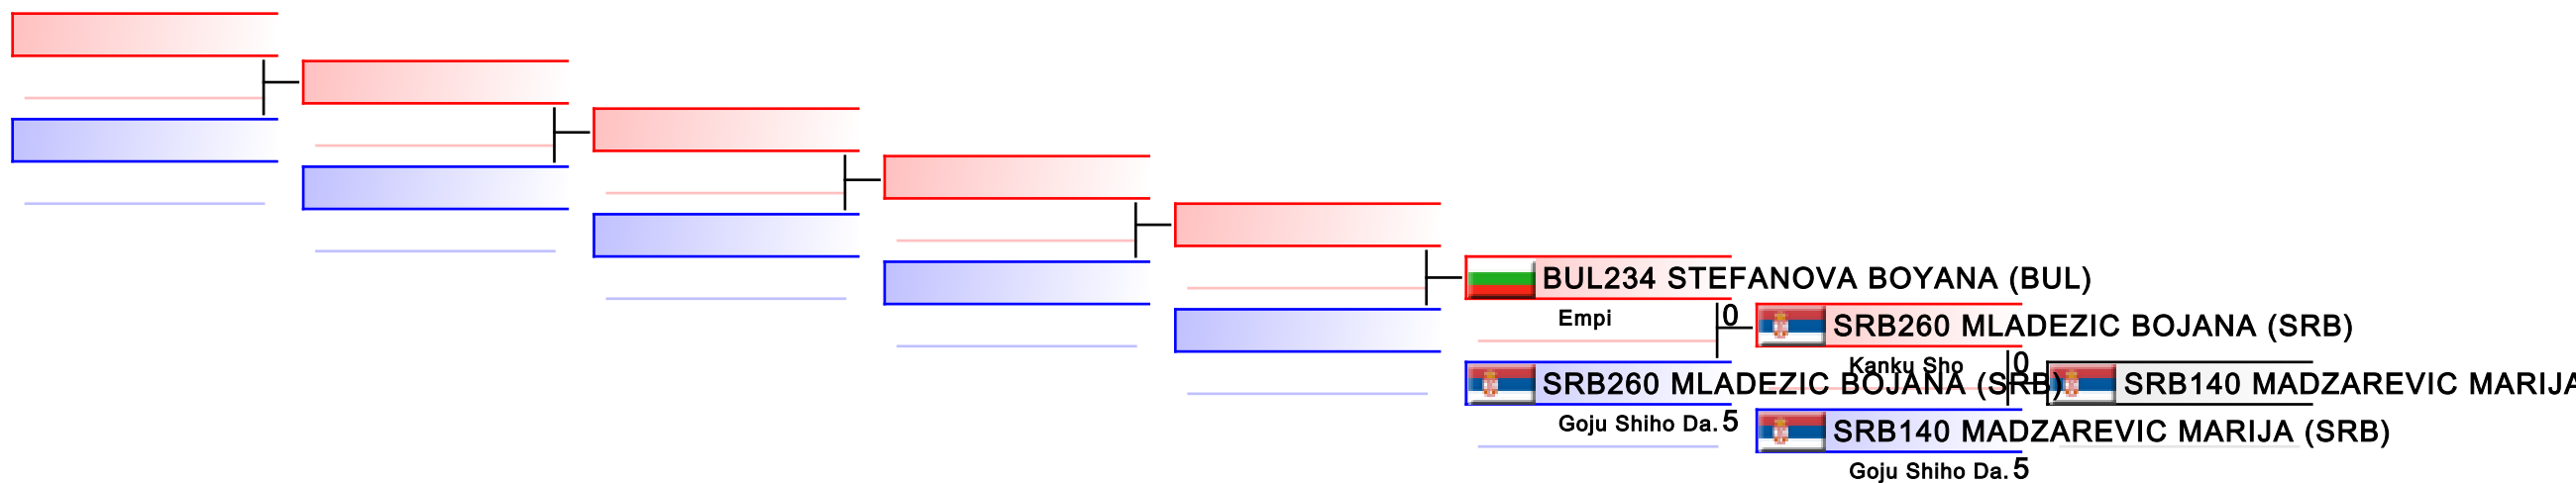 BUL234 STEFANOVA BOYANA (BUL)
Empi
0
SRB260 MLADEZIC BOJANA (SRB)
Goju Shiho Da. 5
SRB260 MLADEZIC BOJANA (SRB)
Kanku Sho
0
SRB140 MADZAREVIC MARIJA (SRB)
Goju Shiho Da. 5
SRB140 MADZAREVIC MARIJA